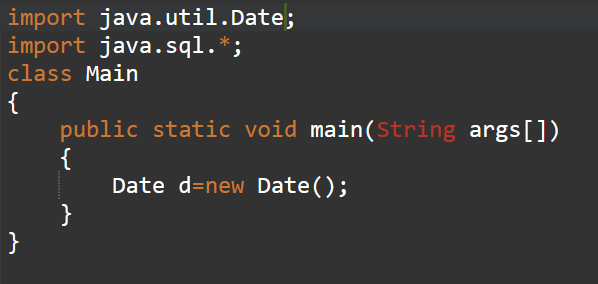 import java.util.Date;
import java.sql.*;
class Main
{
    public static void main(String args[])
    {
        Date d=new Date();
    }
}